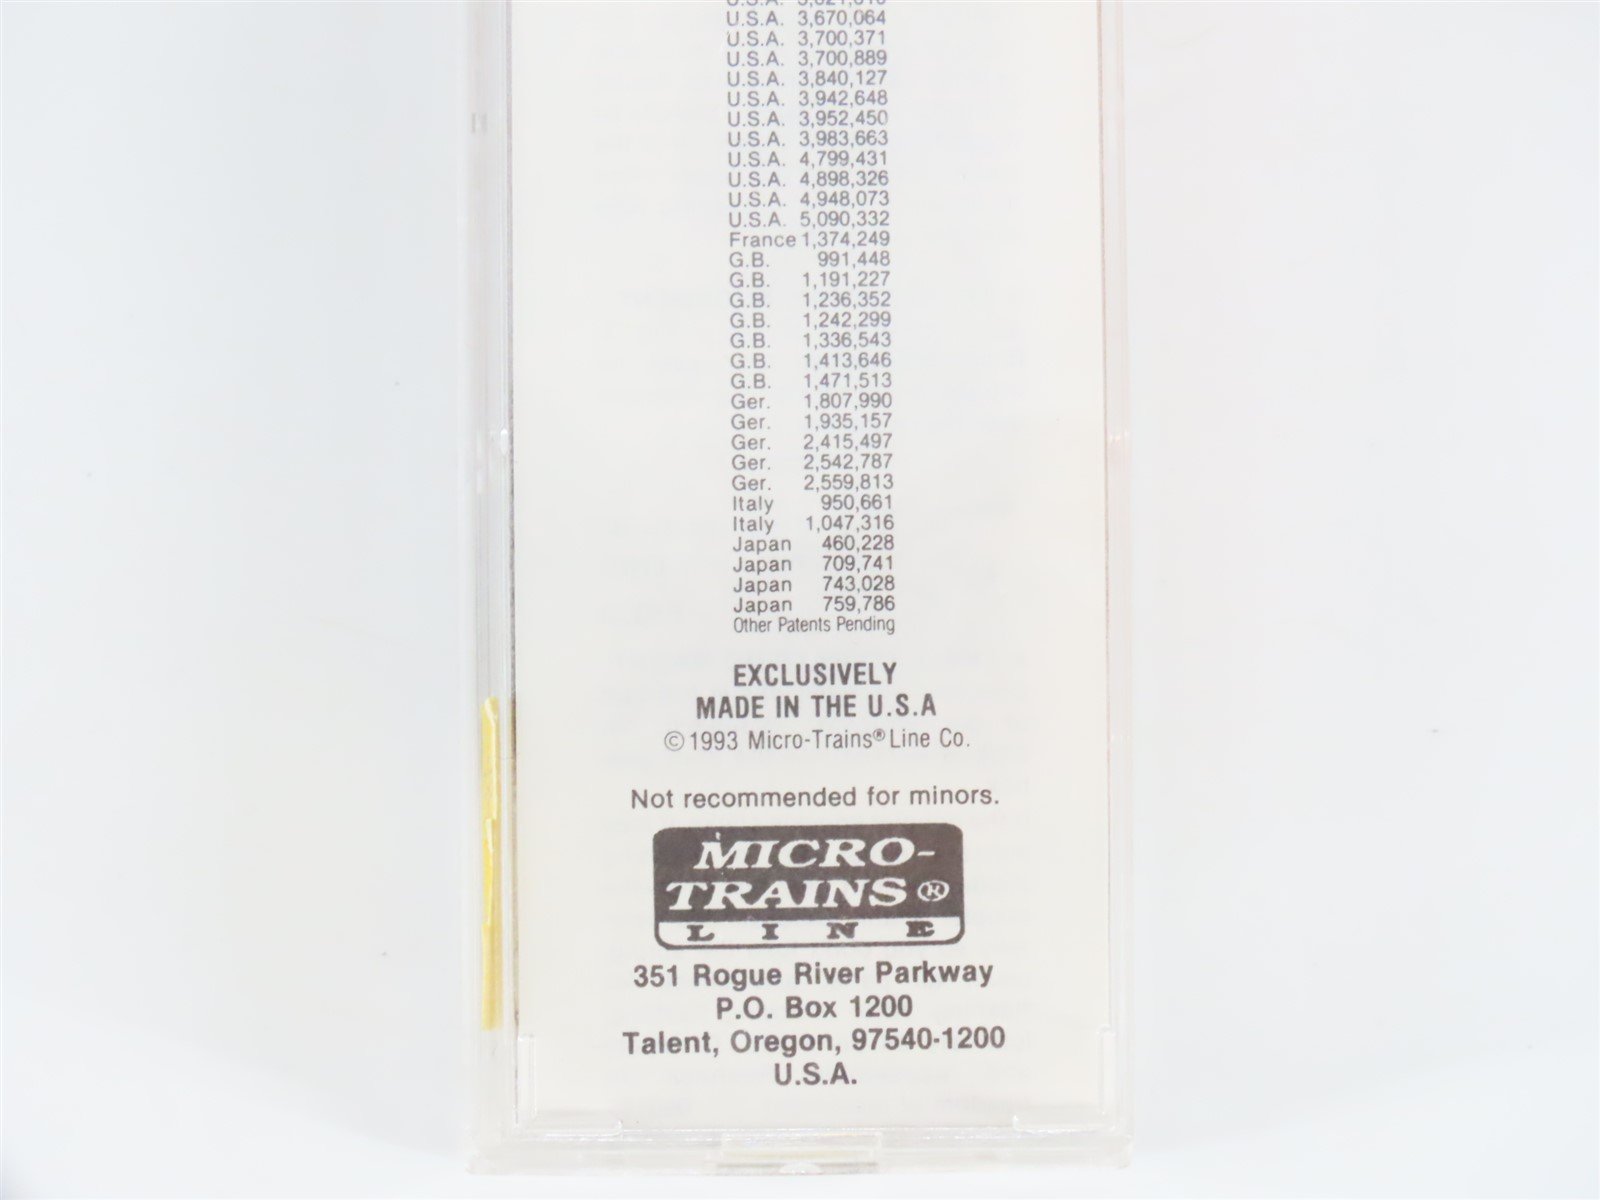 U.S.A. 3,621,616
U.S.A. 3,670,064
U.S.A. 3,700,371
U.S.A. 3,700,889
U.S.A. 3,840,127
U.S.A. 3,942,648
U.S.A. 3,952,450
U.S.A. 3,983,663
U.S.A. 4,799,431
U.S.A. 4,898,326
U.S.A. 4,948,073
U.S.A. 5,090,332
France 1,374,249
G.B. 991,448
G.B. 1,191,227
G.B. 1,236,352
G.B. 1,242,299
G.B. 1,336,543
G.B. 1,413,646
G.B. 1,471,513
Ger. 1,807,990
Ger. 1,935,157
Ger. 2,415,497
Ger. 2,542,787
Ger. 2,559,813
Italy 950,661
Italy 1,047,316
Japan 460,228
Japan 709,741
Japan 743,028
Japan 759,786
Other Patents Pending
EXCLUSIVELY
MADE IN THE U.S.A
©1993 Micro-Trains® Line Co.
Not recommended for minors.
MICRO-
TRAINS®
LINE
351 Rogue River Parkway
P.O. Box 1200
Talent, Oregon, 97540-1200
U.S.A.